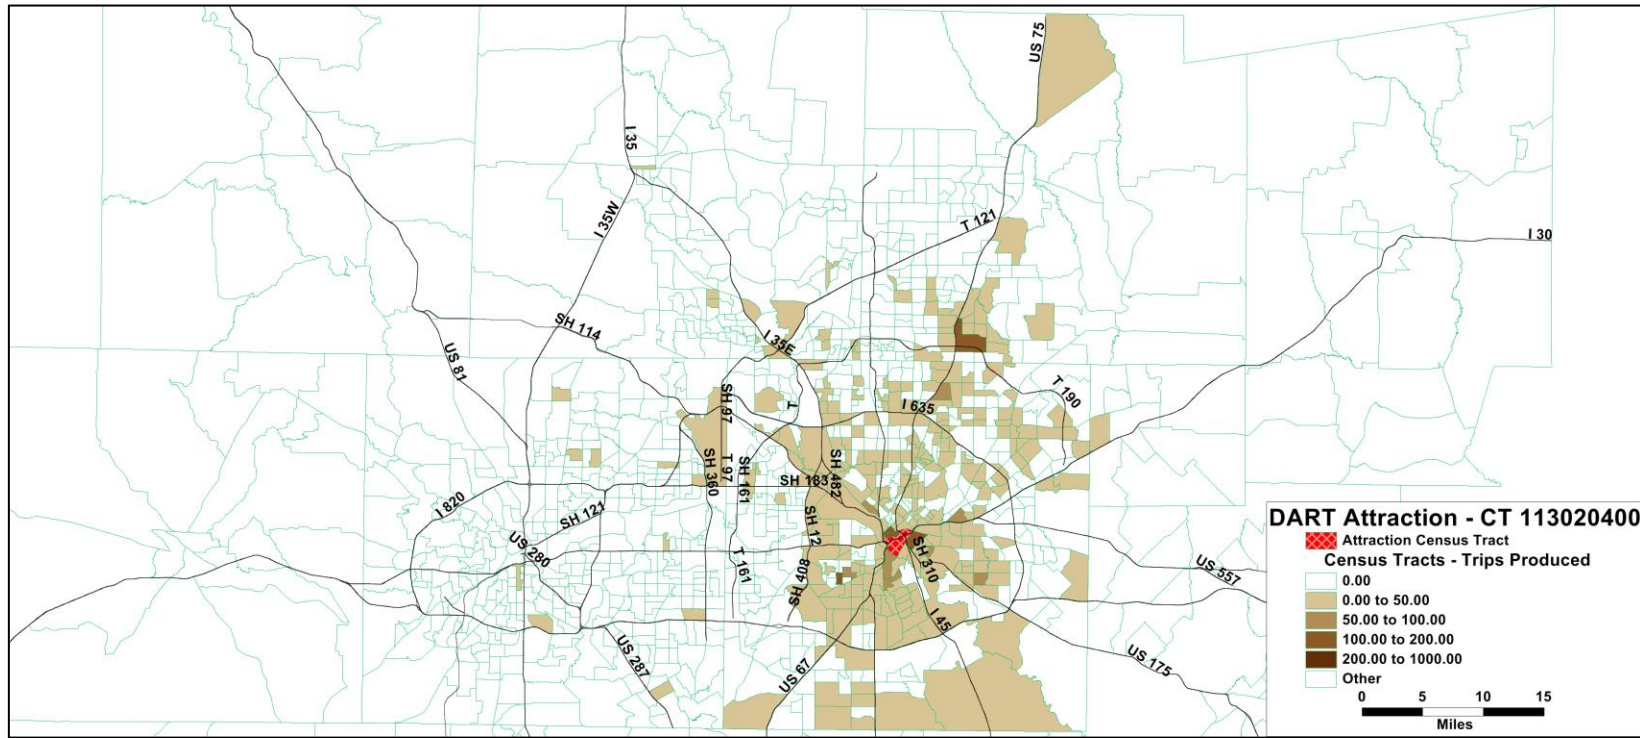 US 75
I 35
I 35W
T 121
I 30
SH 114
I 35E
US 81
T 190
SH 97
T
I 635
SH 360
T 97
SH 161
SH 183
SH 482
I 820
SH 121
SH 12
US 280
T 161
SH 408
SH 310
US 557
I 45
US 287
US 67
US 175
DART Attraction - CT 113020400
Attraction Census Tract
Census Tracts - Trips Produced
0.00
0.00 to 50.00
50.00 to 100.00
100.00 to 200.00
200.00 to 1000.00
Other
0 5 10 15
Miles